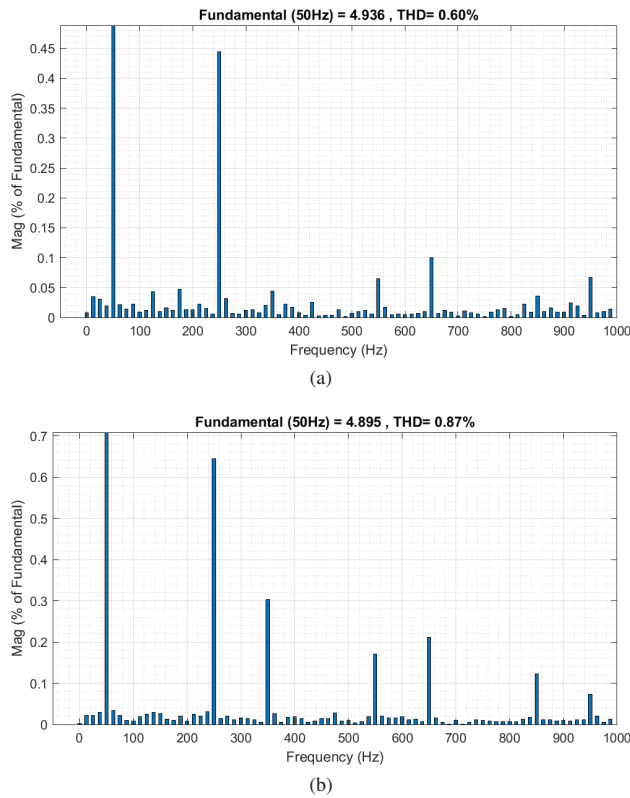 Fundamental (50Hz) = 4.936 , THD= 0.60%
0.45
0.4
0.35
0.3
0.25
0.2
0.15
0.1
0.05
0
Mag (% of Fundamental)
0 100 200 300 400 500 600 700 800 900 1000
Frequency (Hz)
(a)
Fundamental (50Hz) = 4.895 , THD= 0.87%
0.7
0.6
0.5
0.4
0.3
0.2
0.1
0
Mag (% of Fundamental)
0 100 200 300 400 500 600 700 800 900 1000
Frequency (Hz)
(b)